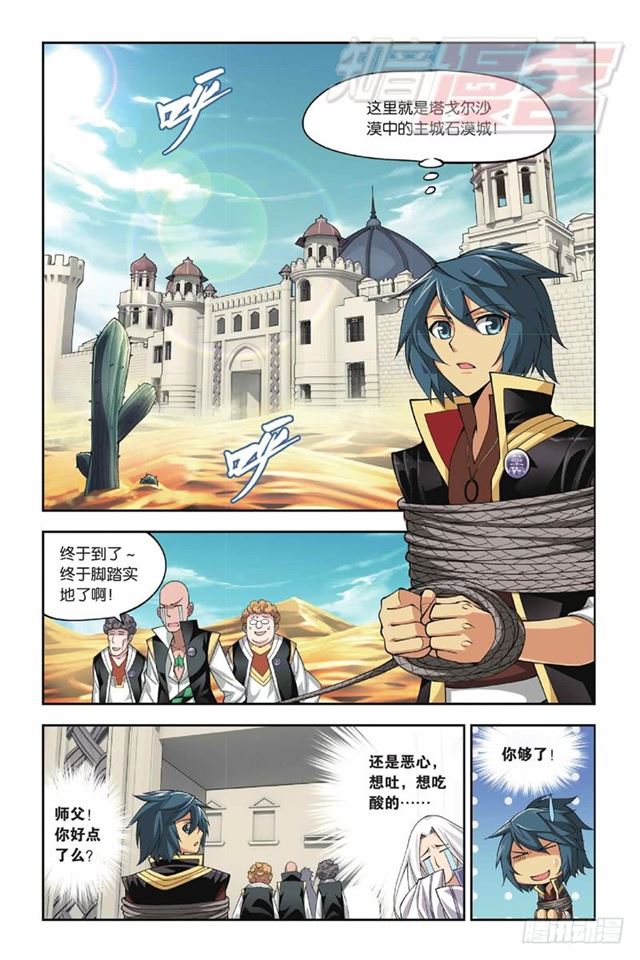 知音漫客
呼
这里就是塔戈尔沙
漠中的主城石漠城!
呼
终于到了~
终于脚踏实
地了啊!
师父!
你好点
了么?
还是恶心,
想吐,想吃
酸的……
你够了!
腾讯动漫